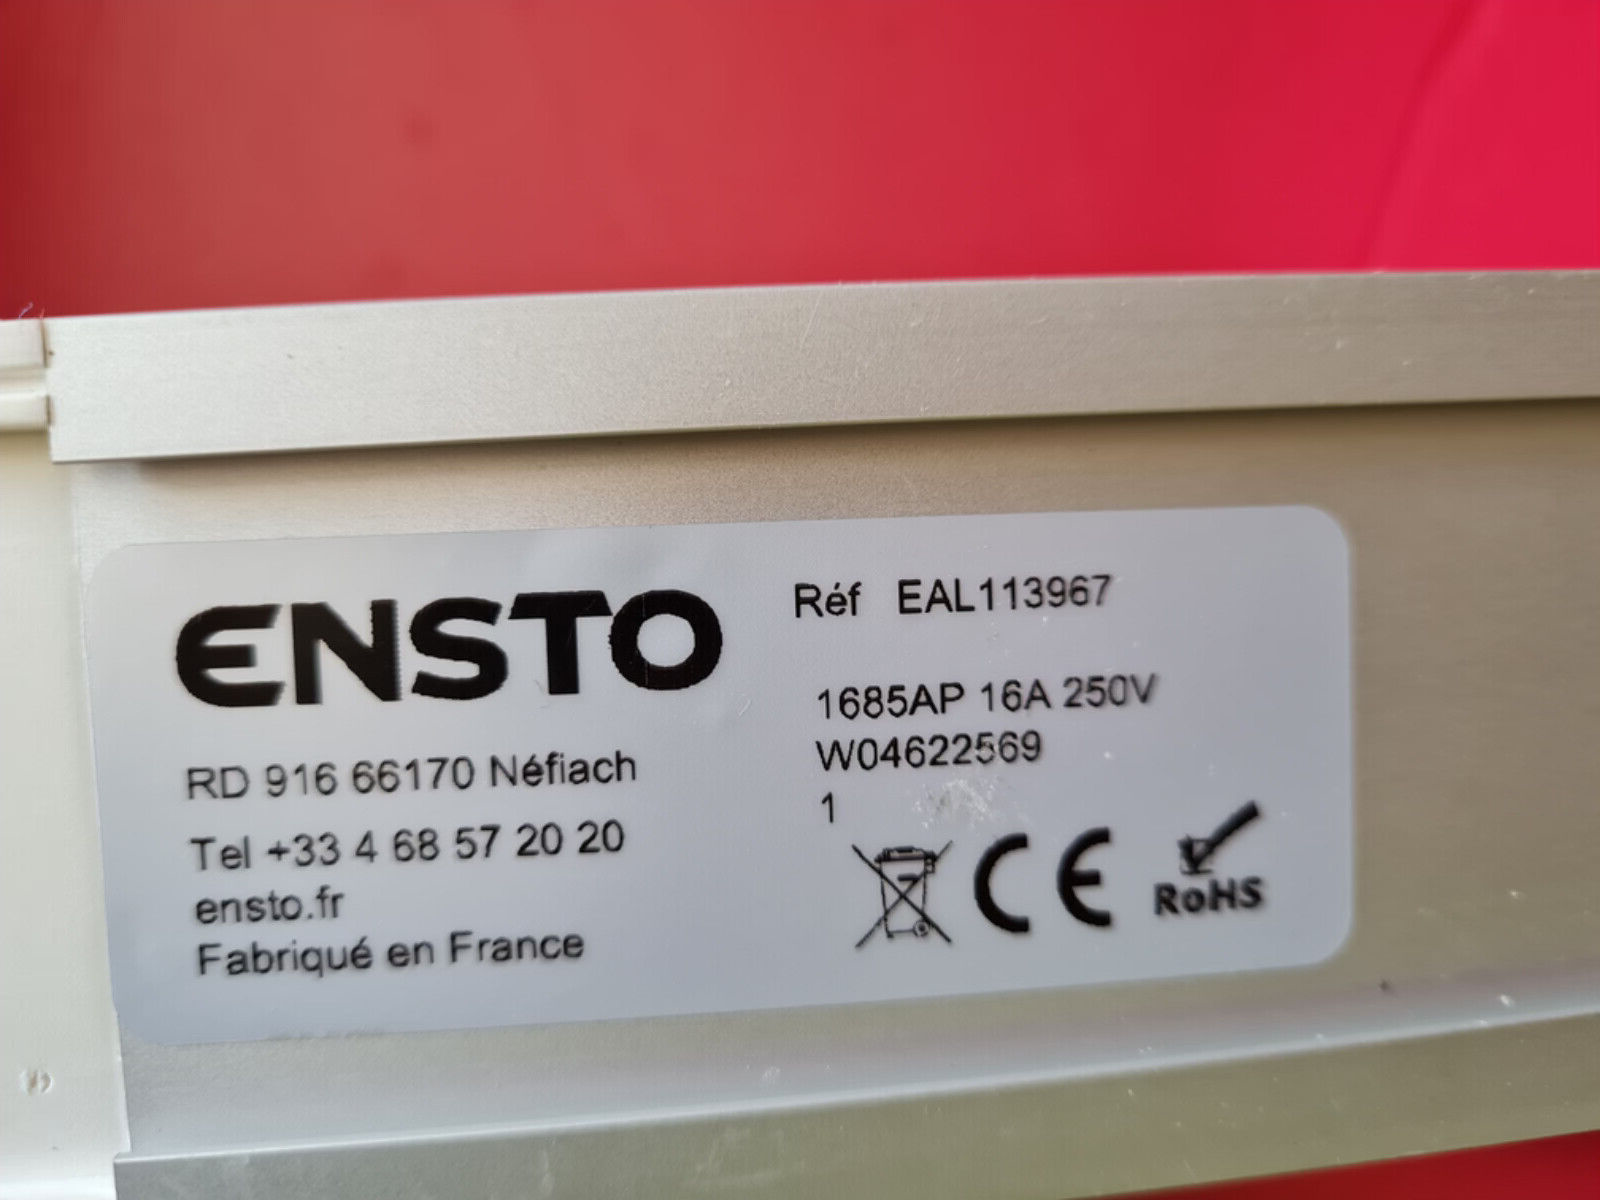 ENSTO
RD 916 66170 Néfiach
Tel +33 4 68 57 20 20
ensto.fr
Fabriqué en France
Réf EAL113967
1685AP 16A 250V
W04622569
1
CE
RoHS